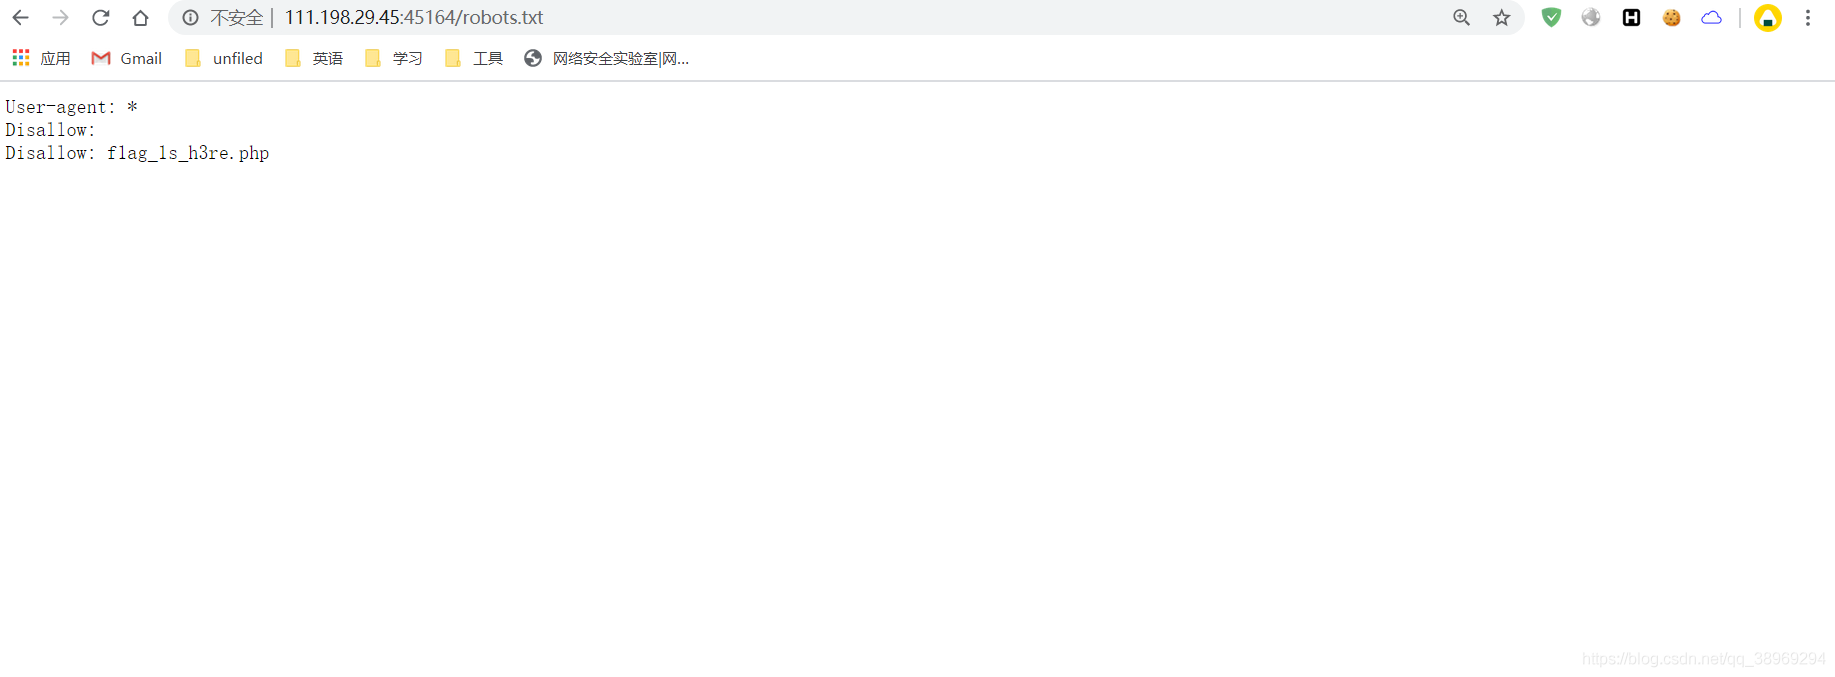 不安全 | 111.198.29.45:45164/robots.txt
应用 Gmail unfiled 英语 学习 工具 网络安全实验室|网...
User-agent: *
Disallow:
Disallow: f1ag_1s_h3re.php
https://blog.csdn.net/qq_38969294